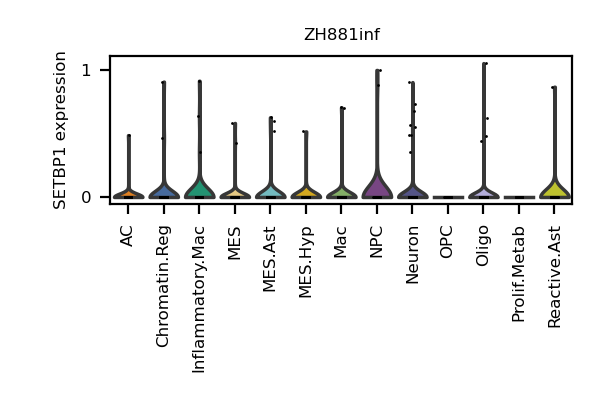 ZH881inf
SETBP1 expression
1
0
AC
Chromatin.Reg
Inflammatory.Mac
MES
MES.Ast
MES.Hyp
Mac
NPC
Neuron
OPC
Oligo
Prolif.Metab
Reactive.Ast